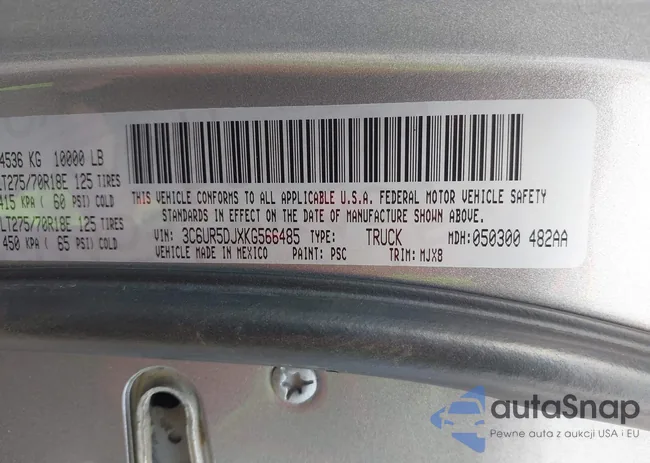 4536 KG 10000 LB
LT275/70R18E 125 TIRES
415 KPA ( 60 PSI) COLD
LT275/70R18E 125 TIRES
450 KPA ( 65 PSI) COLD
THIS VEHICLE CONFORMS TO ALL APPLICABLE U.S.A. FEDERAL MOTOR VEHICLE SAFETY
STANDARDS IN EFFECT ON THE DATE OF MANUFACTURE SHOWN ABOVE.
VIN: 3C6UR5DJXKG566485 TYPE: TRUCK MDH: 050300 482AA
VEHICLE MADE IN MEXICO PAINT: PSC TRIM: MJX8
autoSnap
Pewne auta z aukcji USA i EU